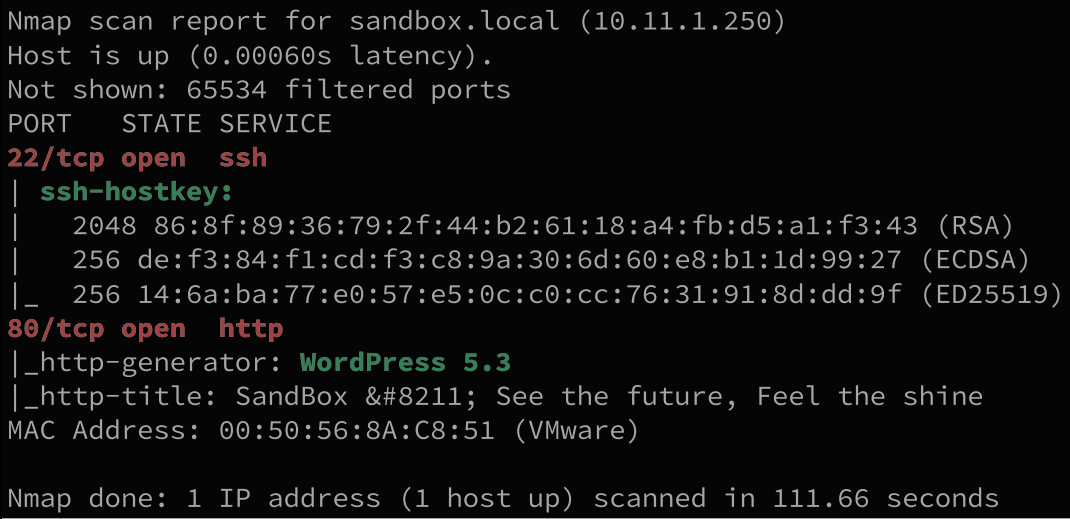 Nmap scan report for sandbox.local (10.11.1.250)
Host is up (0.00060s latency).
Not shown: 65534 filtered ports
PORT   STATE SERVICE
22/tcp open  ssh
| ssh-hostkey:
|   2048 86:8f:89:36:79:2f:44:b2:61:18:a4:fb:d5:a1:f3:43 (RSA)
|   256 de:f3:84:f1:cd:f3:c8:9a:30:6d:60:e8:b1:1d:99:27 (ECDSA)
|_  256 14:6a:ba:77:e0:57:e5:0c:c0:cc:76:31:91:8d:dd:9f (ED25519)
80/tcp open  http
|_http-generator: WordPress 5.3
|_http-title: SandBox &#8211; See the future, Feel the shine
MAC Address: 00:50:56:8A:C8:51 (VMware)
Nmap done: 1 IP address (1 host up) scanned in 111.66 seconds